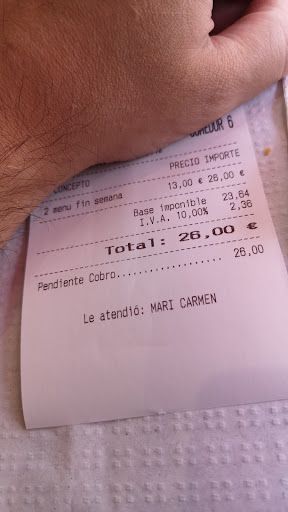 COMEDOR 6
CONCEPTO PRECIO IMPORTE
2 menu fin semana 13,00 € 26,00 €
Base imponible 23,64
I.V.A. 10,00% 2,36
Total: 26,00 €
Pendiente Cobro................... 26,00
Le atendió: MARI CARMEN